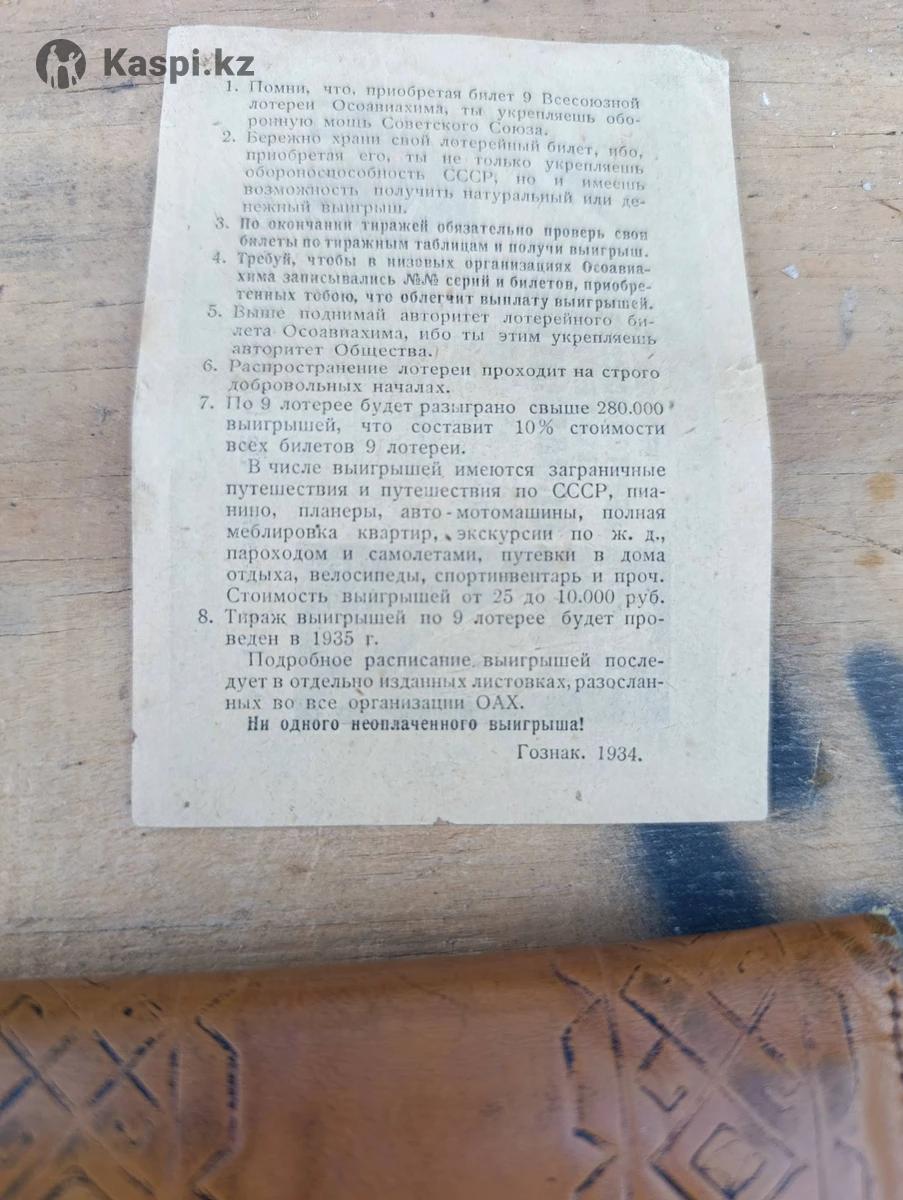 Kaspi.kz
1. Помни, что, приобретая билет 9 Всесоюзной
лотереи Осоавиахима, ты укрепляешь обо-
ронную мощь Советского Союза.
2. Бережно храни свой лотерейный билет, ибо,
приобретая его, ты не только укрепляешь
обороноспособность СССР, но и имеешь
возможность получить натуральный или де-
нежный выигрыш.
3. По окончании тиражей обязательно проверь свои
билеты по тиражным таблицам и получи выигрыш.
4. Требуй, чтобы в низовых организациях Осоавиа-
хима записывались №№ серий и билетов, приобре-
тенных тобою, что облегчит выплату выигрышей.
5. Выше поднимай авторитет лотерейного би-
лета Осоавиахима, ибо ты этим укрепляешь
авторитет Общества.
6. Распространение лотереи проходит на строго
добровольных началах.
7. По 9 лотерее будет разыграно свыше 280.000
выигрышей, что составит 10% стоимости
всех билетов 9 лотереи.
В числе выигрышей имеются заграничные
путешествия и путешествия по СССР, пиа-
нино, планеры, авто-мотомашины, полная
меблировка квартир, экскурсии по ж. д.,
пароходом и самолетами, путевки в дома
отдыха, велосипеды, спортинвентарь и проч.
Стоимость выигрышей от 25 до 10.000 руб.
8. Тираж выигрышей по 9 лотерее будет про-
веден в 1935 г.
Подробное расписание выигрышей после-
дует в отдельно изданных листовках, разослан-
ных во все организации ОАХ.
Ни одного неоплаченного выигрыша!
Гознак. 1934.